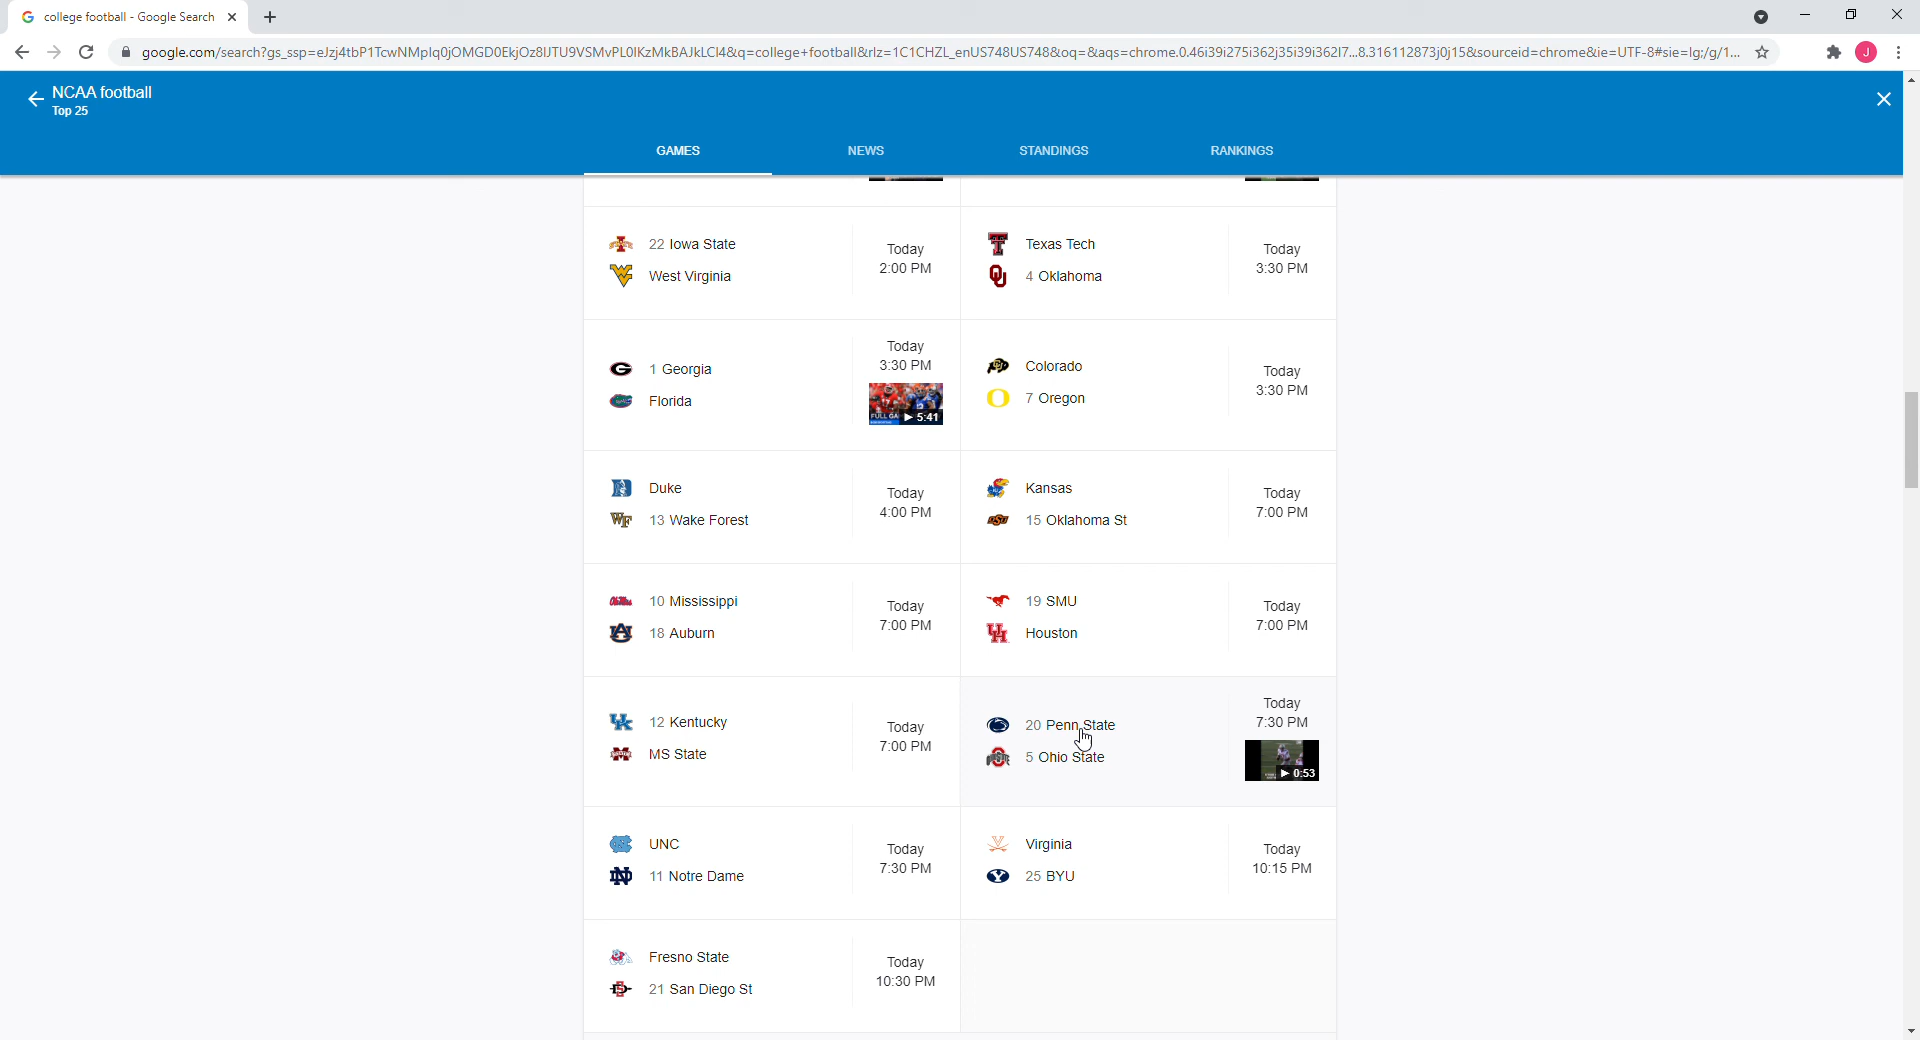 college football - Google Search
google.com/search?gs_ssp=eJzj4tbP1TcwNMplq0jOMGD0EkjOz8lJTU9VSMvPL0lKzMkBAJkLCl4&q=college+football&rlz=1C1CHZL_enUS748US748&oq=&aqs=chrome.0.46i39i275i362j35i39i362l7...8.316112873j0j15&sourceid=chrome&ie=UTF-8#sie=lg;/g/1...
J
NCAA football
Top 25
GAMES
NEWS
STANDINGS
RANKINGS
22 Iowa State
West Virginia
Today
2:00 PM
Texas Tech
4 Oklahoma
Today
3:30 PM
1 Georgia
Florida
Today
3:30 PM
FULL GA
5:41
Colorado
7 Oregon
Today
3:30 PM
Duke
13 Wake Forest
Today
4:00 PM
Kansas
15 Oklahoma St
Today
7:00 PM
10 Mississippi
18 Auburn
Today
7:00 PM
19 SMU
Houston
Today
7:00 PM
12 Kentucky
MS State
Today
7:00 PM
20 Penn State
5 Ohio State
Today
7:30 PM
0:53
UNC
11 Notre Dame
Today
7:30 PM
Virginia
25 BYU
Today
10:15 PM
Fresno State
21 San Diego St
Today
10:30 PM